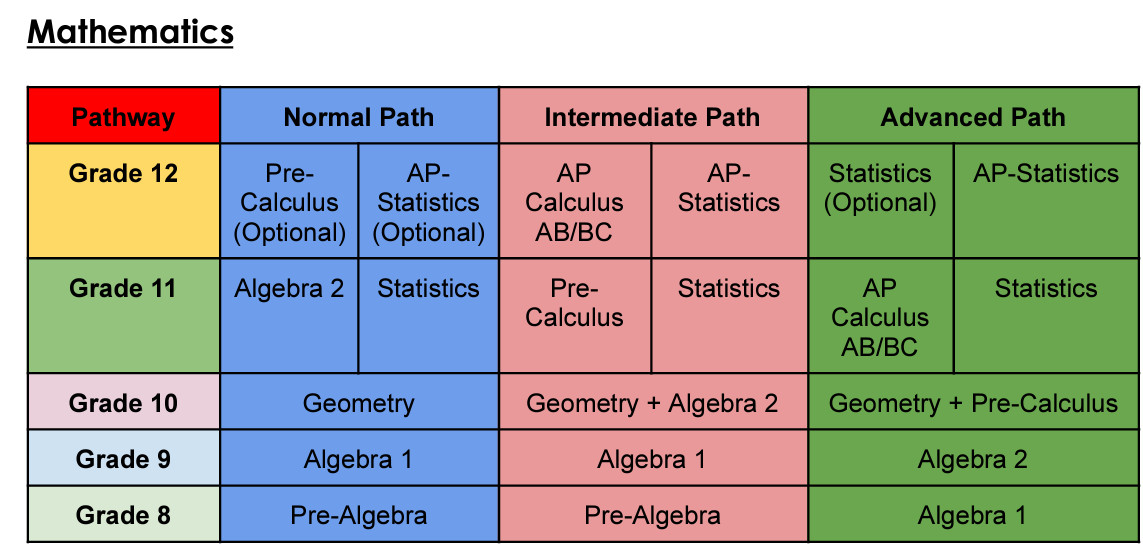 Mathematics
Pathway Normal Path Intermediate Path Advanced Path
Grade 12 Pre- AP- AP AP- Statistics AP-Statistics
Calculus Statistics Calculus Statistics (Optional)
(Optional) (Optional) AB/BC
Grade 11 Algebra 2 Statistics Pre- Statistics AP Statistics
Calculus Calculus
AB/BC
Grade 10 Geometry Geometry + Algebra 2 Geometry + Pre-Calculus
Grade 9 Algebra 1 Algebra 1 Algebra 2
Grade 8 Pre-Algebra Pre-Algebra Algebra 1